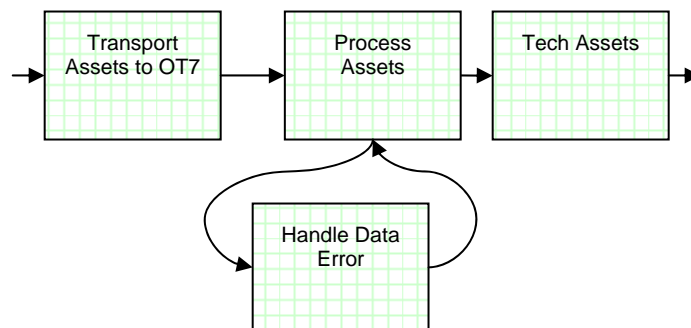 Transport
Assets to OT7
Process
Assets
Tech Assets
Handle Data
Error